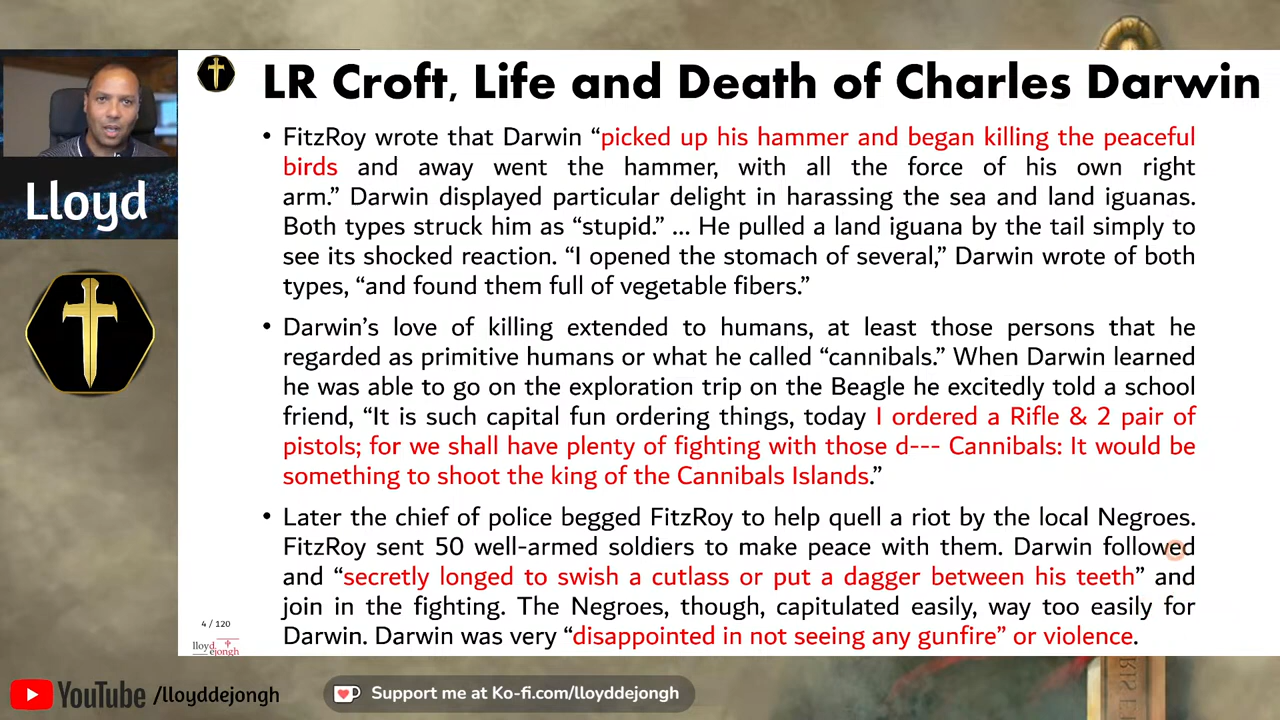 LR Croft, Life and Death of Charles Darwin
Lloyd
• FitzRoy wrote that Darwin “picked up his hammer and began killing the peaceful
birds and away went the hammer, with all the force of his own right
arm.” Darwin displayed particular delight in harassing the sea and land iguanas.
Both types struck him as “stupid.” ... He pulled a land iguana by the tail simply to
see its shocked reaction. “I opened the stomach of several,” Darwin wrote of both
types, “and found them full of vegetable fibers.”
• Darwin’s love of killing extended to humans, at least those persons that he
regarded as primitive humans or what he called “cannibals.” When Darwin learned
he was able to go on the exploration trip on the Beagle he excitedly told a school
friend, “It is such capital fun ordering things, today I ordered a Rifle & 2 pair of
pistols; for we shall have plenty of fighting with those d--- Cannibals: It would be
something to shoot the king of the Cannibals Islands.”
• Later the chief of police begged FitzRoy to help quell a riot by the local Negroes.
FitzRoy sent 50 well-armed soldiers to make peace with them. Darwin followed
and “secretly longed to swish a cutlass or put a dagger between his teeth” and
join in the fighting. The Negroes, though, capitulated easily, way too easily for
Darwin. Darwin was very “disappointed in not seeing any gunfire” or violence.
4 / 120
lloyd
dejongh
YouTube /lloyddejongh
Support me at Ko-fi.com/lloyddejongh